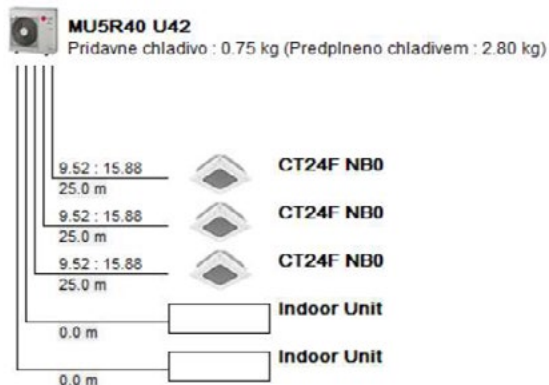 MU5R40 U42
Pridavne chladivo : 0.75 kg (Predplneno chladivem : 2.80 kg)
9.52 : 15.88
25.0 m
CT24F NB0
9.52 : 15.88
25.0 m
CT24F NB0
9.52 : 15.88
25.0 m
CT24F NB0
0.0 m
Indoor Unit
0.0 m
Indoor Unit